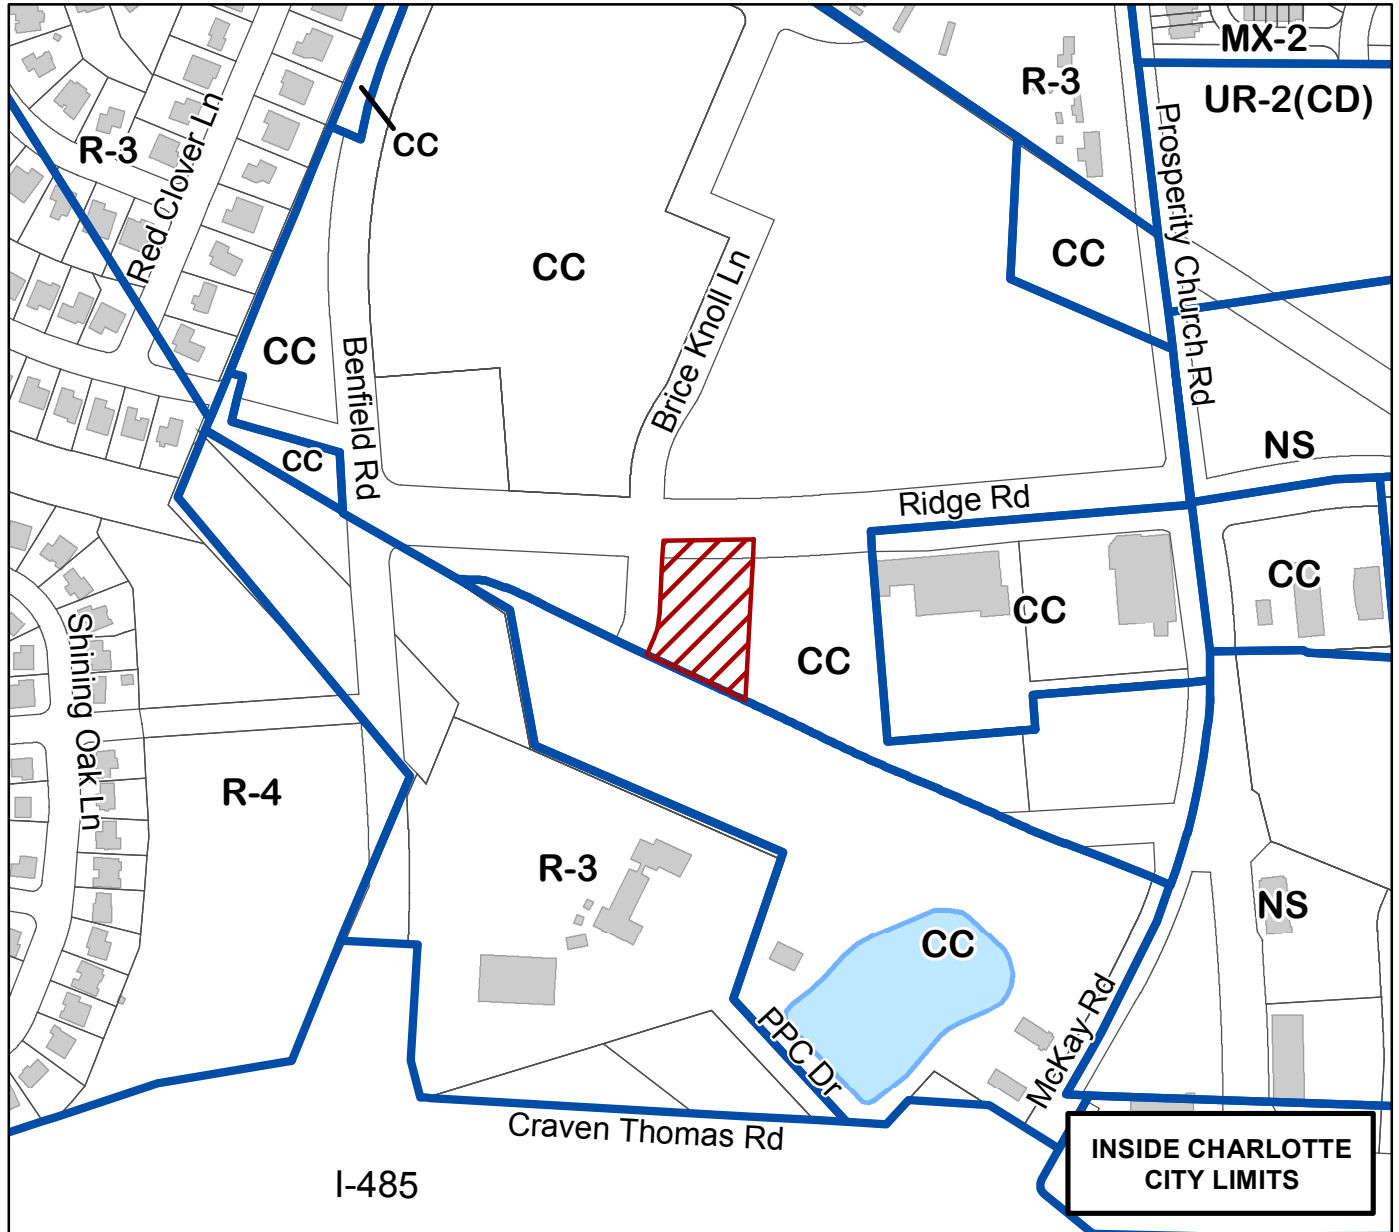 MX-2
R-3
UR-2(CD)
CC
R-3
Red Clover Ln
Prosperity Church Rd
CC
CC
Brice Knoll Ln
CC
Benfield Rd
NS
CC
Ridge Rd
CC
CC
Shining Oak Ln
CC
R-4
R-3
NS
CC
PPC Dr
McKay Rd
Craven Thomas Rd
INSIDE CHARLOTTE
CITY LIMITS
I-485